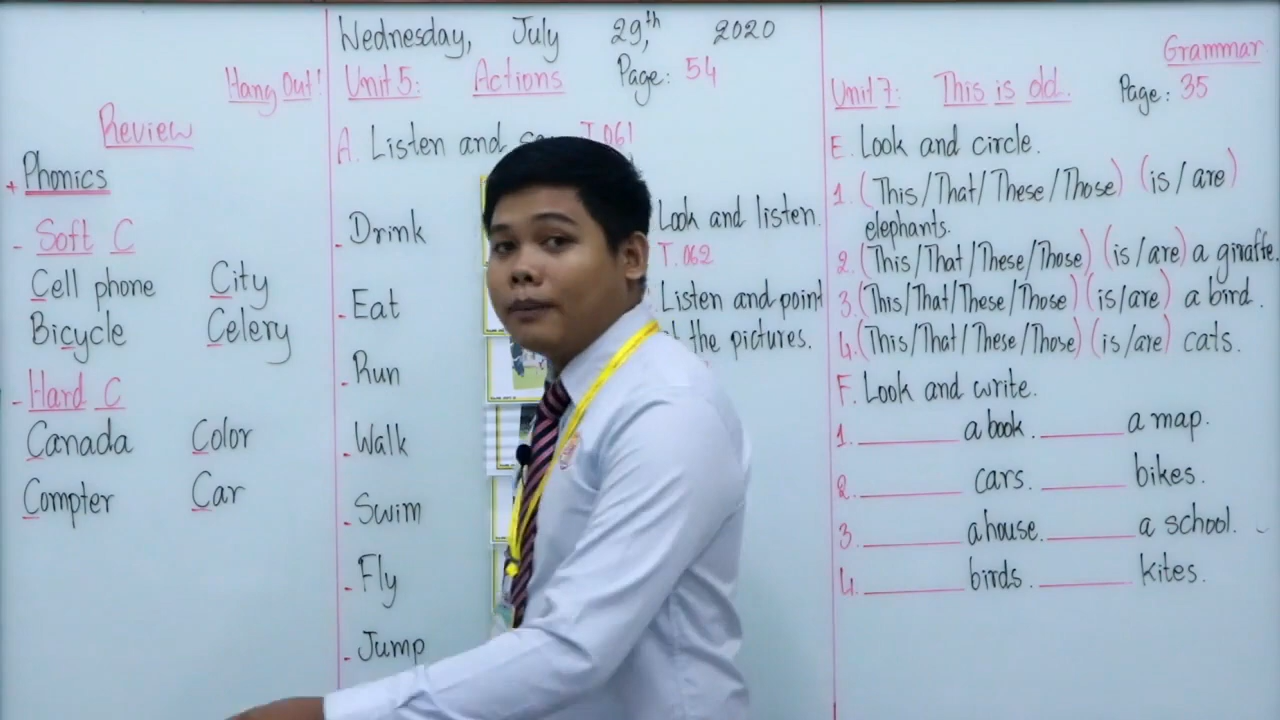 Hang Out!
Review
+ Phonics
- Soft C
Cell phone City
Bicycle Celery
- Hard C
Canada Color
Compter Car
Wednesday, July 29,th 2020
Unit 5: Actions Page: 54
A. Listen and T.061
- Drink
- Eat
- Run
- Walk
- Swim
- Fly
- Jump
Look and listen.
T.062
Listen and point
the pictures.
Grammar
Unit 7: This is old. Page: 35
E. Look and circle.
1. (This/That/These/Those) (is/are)
elephants.
2. (This/That/These/Those) (is/are) a giraffe.
3. (This/That/These/Those) (is/are) a bird.
4. (This/That/These/Those) (is/are) cats.
F. Look and write.
1. ______ a book. ______ a map.
2. ______ cars. ______ bikes.
3. ______ a house. ______ a school.
4. ______ birds. ______ kites.